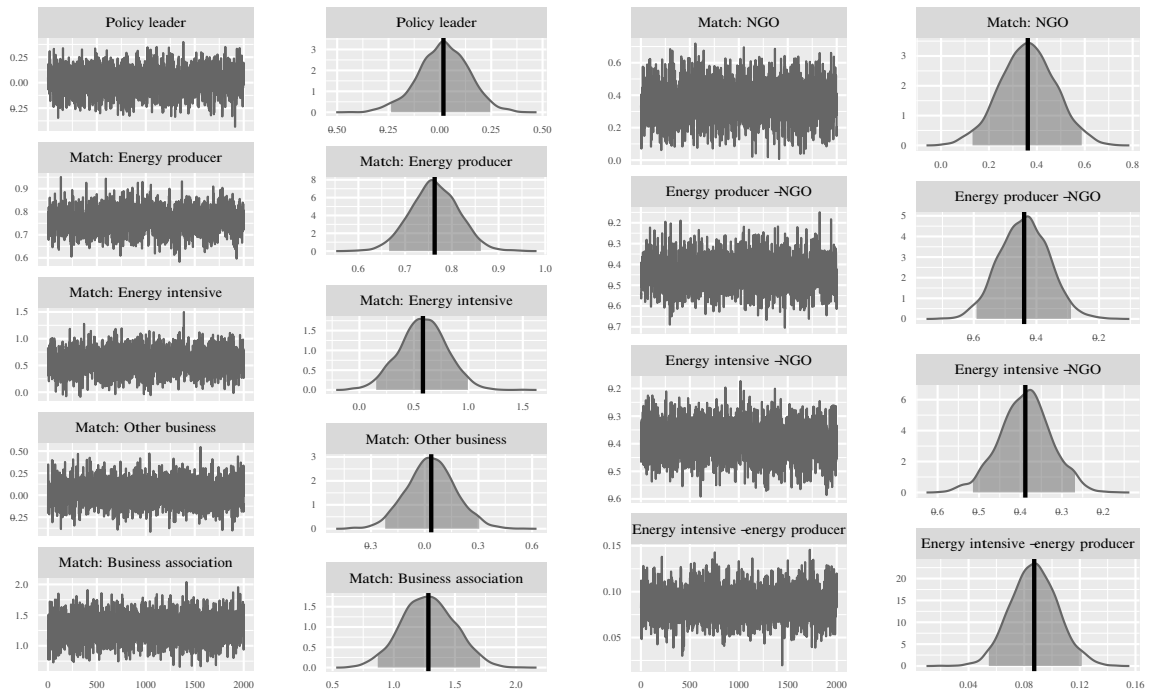 Policy leader
0.25
0.00
-0.25
Match: Energy producer
0.9
0.8
0.7
0.6
Match: Energy intensive
1.5
1.0
0.5
0.0
Match: Other business
0.50
0.25
0.00
-0.25
Match: Business association
2.0
1.5
1.0
0 500 1000 1500 2000
Policy leader
3
2
1
0
-0.50 -0.25 0.00 0.25 0.50
Match: Energy producer
8
6
4
2
0
0.6 0.7 0.8 0.9 1.0
Match: Energy intensive
1.5
1.0
0.5
0.0
0.0 0.5 1.0 1.5
Match: Other business
3
2
1
0
-0.3 0.0 0.3 0.6
Match: Business association
1.5
1.0
0.5
0.0
0.5 1.0 1.5 2.0
Match: NGO
0.6
0.4
0.2
0.0
Energy producer -NGO
-0.2
-0.3
-0.4
-0.5
-0.6
-0.7
Energy intensive -NGO
-0.2
-0.3
-0.4
-0.5
-0.6
Energy intensive -energy producer
0.15
0.10
0.05
0 500 1000 1500 2000
Match: NGO
3
2
1
0
0.0 0.2 0.4 0.6 0.8
Energy producer -NGO
5
4
3
2
1
0
-0.6 -0.4 -0.2
Energy intensive -NGO
6
4
2
0
-0.6 -0.5 -0.4 -0.3 -0.2
Energy intensive -energy producer
20
15
10
5
0
0.04 0.08 0.12 0.16